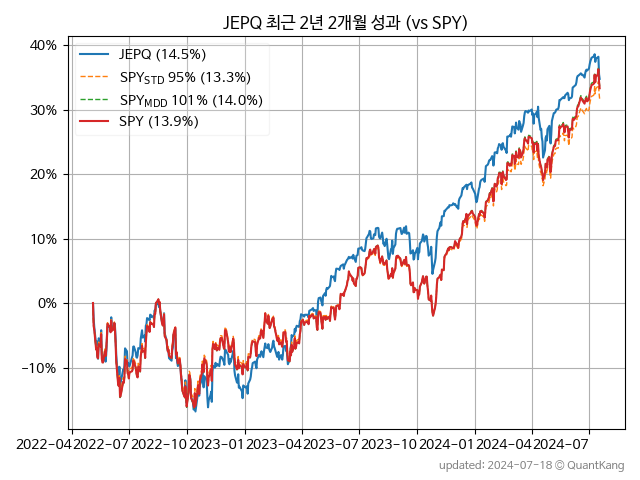 JEPQ 최근 2년 2개월 성과 (vs SPY)
40%
30%
20%
10%
0%
−10%
JEPQ (14.5%)
SPY_STD 95% (13.3%)
SPY_MDD 101% (14.0%)
SPY (13.9%)
2022-04 2022-07 2022-10 2023-01 2023-04 2023-07 2023-10 2024-01 2024-04 2024-07
updated: 2024-07-18 © QuantKang